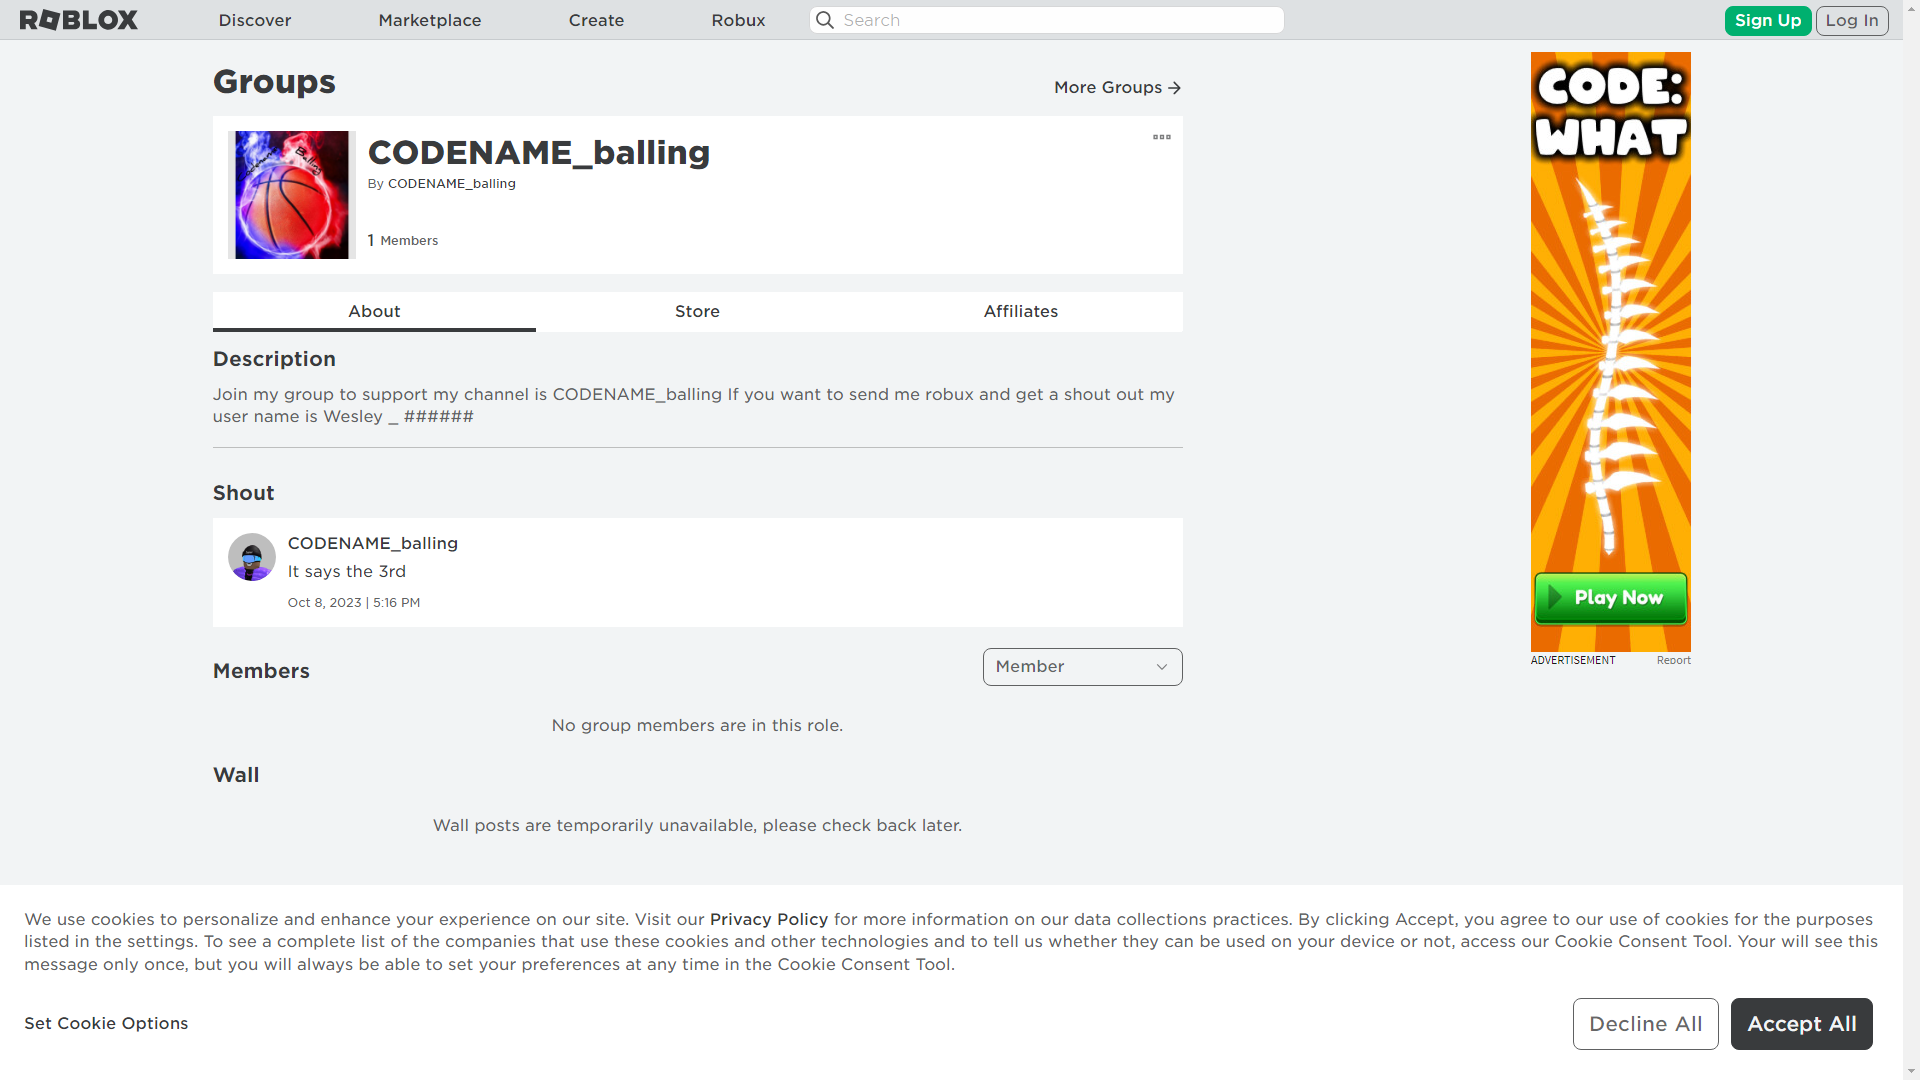 ROBLOX Discover Marketplace Create Robux Search Sign Up Log In
Groups
More Groups
CODENAME_balling
By CODENAME_balling
1 Members
About Store Affiliates
Description
Join my group to support my channel is CODENAME_balling If you want to send me robux and get a shout out my
user name is Wesley _ ######
Shout
CODENAME_balling
It says the 3rd
Oct 8, 2023 | 5:16 PM
Members
Member
No group members are in this role.
Wall
Wall posts are temporarily unavailable, please check back later.
CODE:
WHAT
Play Now
ADVERTISEMENT Report
We use cookies to personalize and enhance your experience on our site. Visit our Privacy Policy for more information on our data collections practices. By clicking Accept, you agree to our use of cookies for the purposes
listed in the settings. To see a complete list of the companies that use these cookies and other technologies and to tell us whether they can be used on your device or not, access our Cookie Consent Tool. Your will see this
message only once, but you will always be able to set your preferences at any time in the Cookie Consent Tool.
Set Cookie Options
Decline All
Accept All